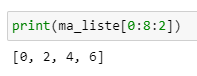 print(ma_liste[0:8:2])
[0, 2, 4, 6]